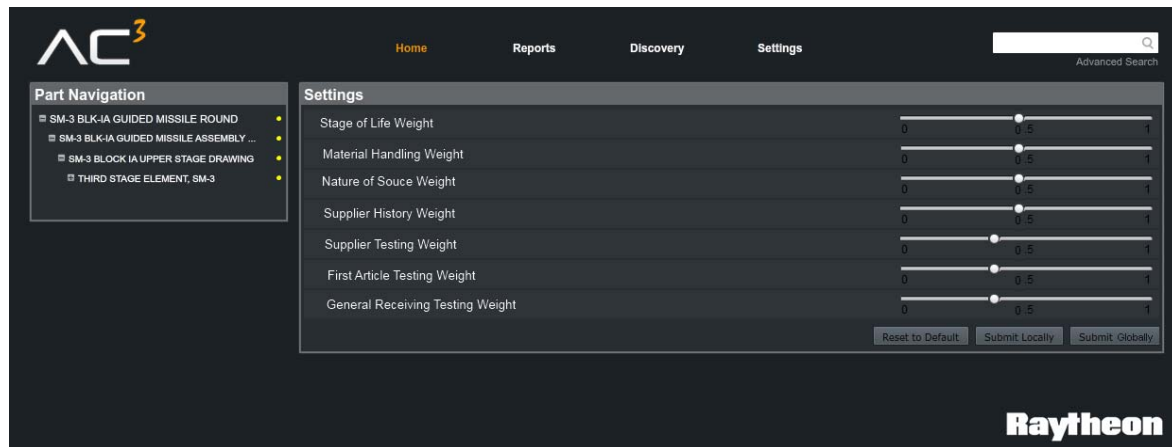 AC3
Home Reports Discovery Settings
Advanced Search
Part Navigation
SM-3 BLK-IA GUIDED MISSILE ROUND
SM-3 BLK-IA GUIDED MISSILE ASSEMBLY ...
SM-3 BLOCK IA UPPER STAGE DRAWING
THIRD STAGE ELEMENT, SM-3
Settings
Stage of Life Weight
0 0.5 1
Material Handling Weight
0 0.5 1
Nature of Souce Weight
0 0.5 1
Supplier History Weight
0 0.5 1
Supplier Testing Weight
0 0.5 1
First Article Testing Weight
0 0.5 1
General Receiving Testing Weight
0 0.5 1
Reset to Default Submit Locally Submit Globally
Raytheon